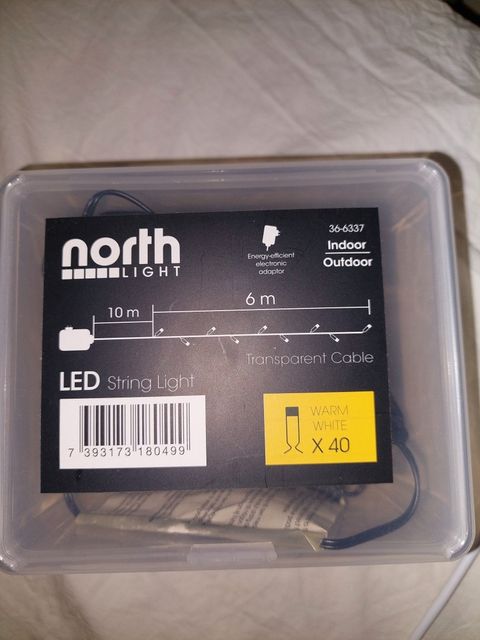 north
LIGHT
Energy-efficient
electronic
adaptor
36-6337
Indoor
Outdoor
10 m
6 m
Transparent Cable
LED String Light
7 393173 180499
WARM
WHITE
X 40